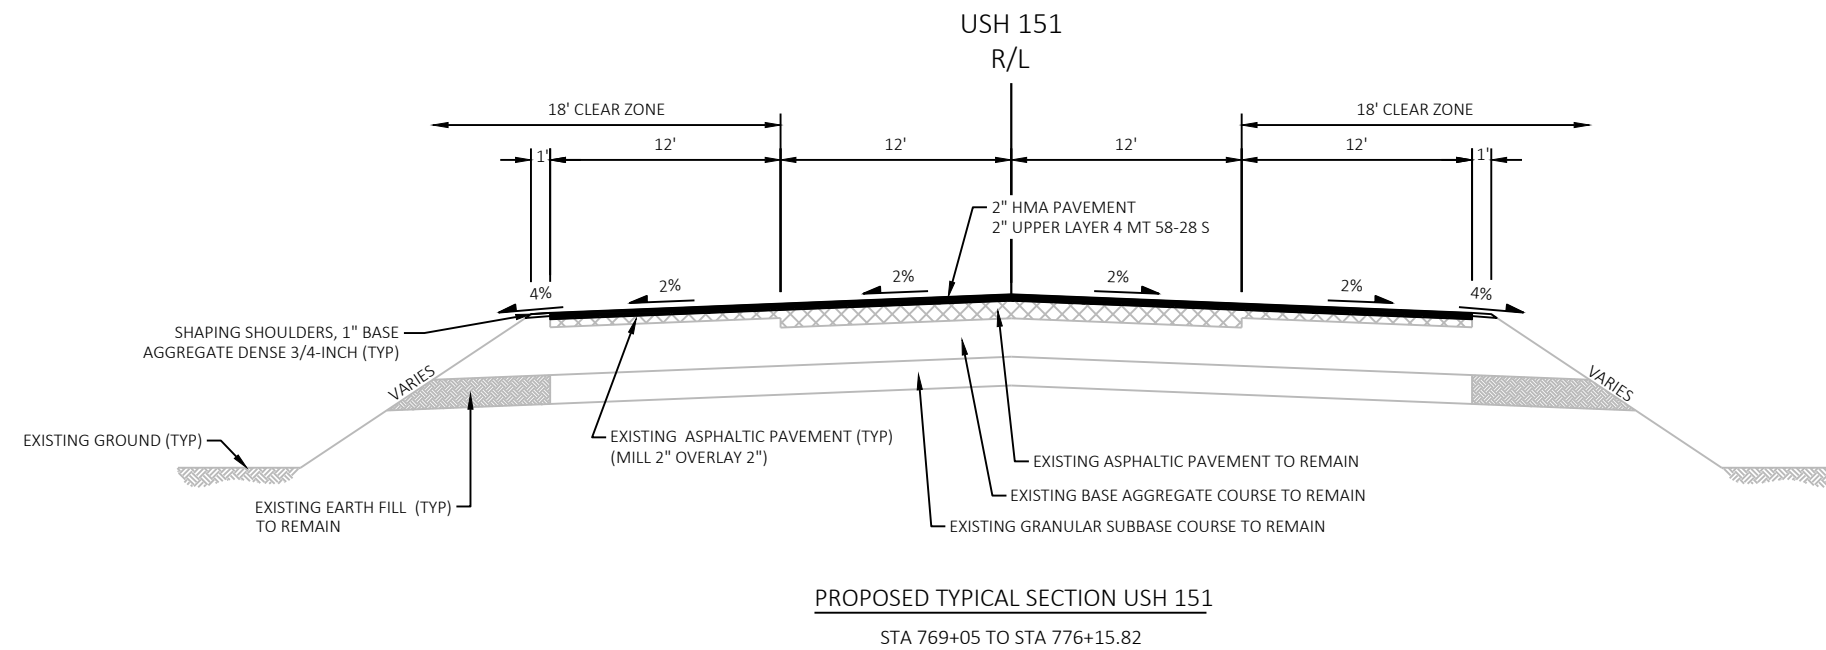 USH 151
R/L
18' CLEAR ZONE
18' CLEAR ZONE
1'
12'
12'
12'
12'
1'
2" HMA PAVEMENT
2" UPPER LAYER 4 MT 58-28 S
4%
2%
2%
2%
2%
4%
SHAPING SHOULDERS, 1" BASE
AGGREGATE DENSE 3/4-INCH (TYP)
VARIES
VARIES
EXISTING GROUND (TYP)
EXISTING ASPHALTIC PAVEMENT (TYP)
(MILL 2" OVERLAY 2")
EXISTING ASPHALTIC PAVEMENT TO REMAIN
EXISTING BASE AGGREGATE COURSE TO REMAIN
EXISTING EARTH FILL (TYP)
TO REMAIN
EXISTING GRANULAR SUBBASE COURSE TO REMAIN
PROPOSED TYPICAL SECTION USH 151
STA 769+05 TO STA 776+15.82